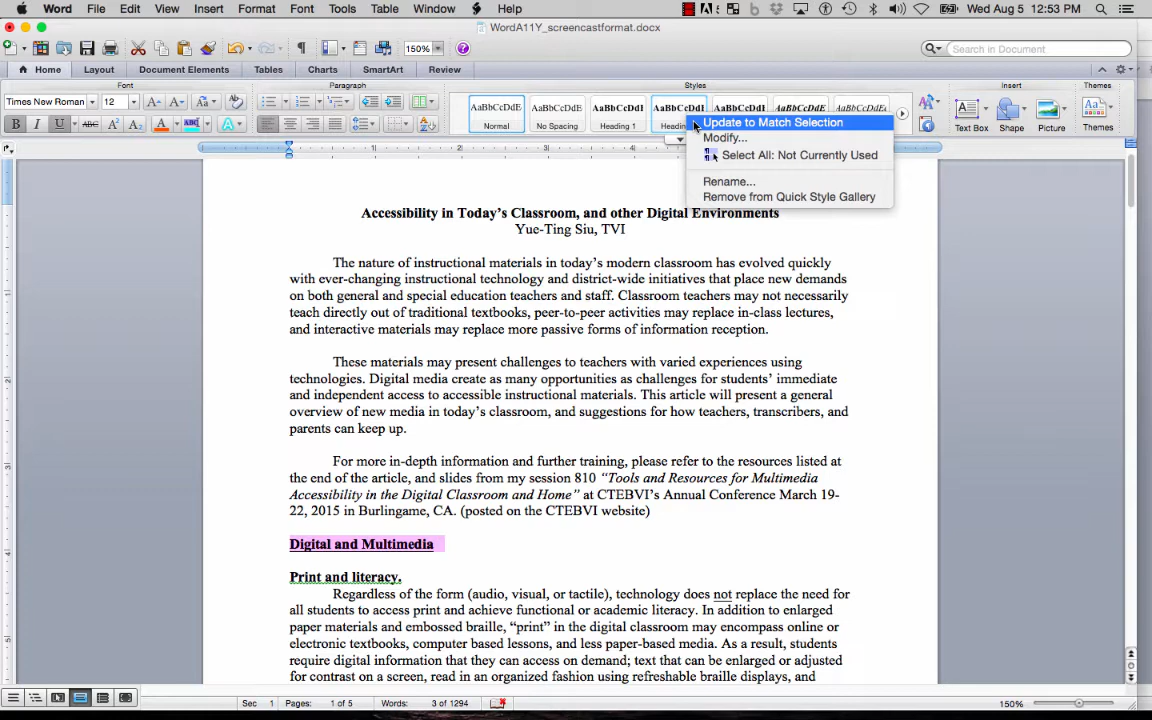 Word File Edit View Insert Format Font Tools Table Window Help Wed Aug 5 12:53 PM
WordA11Y_screencastformat.docx
150% Search in Document
Home Layout Document Elements Tables Charts SmartArt Review
Font Paragraph Styles Insert Themes
Times New Roman 12
AaBbCcDdE AaBbCcDdE AaBbCcDdI AaBbCcDdI AaBbCcDdI AaBbCcDdE AaBbCcDdE
Normal No Spacing Heading 1 Text Box Shape Picture Themes
Update to Match Selection
Modify...
Select All: Not Currently Used
Rename...
Remove from Quick Style Gallery
Accessibility in Today's Classroom, and other Digital Environments
Yue-Ting Siu, TVI
The nature of instructional materials in today's modern classroom has evolved quickly
with ever-changing instructional technology and district-wide initiatives that place new demands
on both general and special education teachers and staff. Classroom teachers may not necessarily
teach directly out of traditional textbooks, peer-to-peer activities may replace in-class lectures,
and interactive materials may replace more passive forms of information reception.
These materials may present challenges to teachers with varied experiences using
technologies. Digital media create as many opportunities as challenges for students' immediate
and independent access to accessible instructional materials. This article will present a general
overview of new media in today's classroom, and suggestions for how teachers, transcribers, and
parents can keep up.
For more in-depth information and further training, please refer to the resources listed at
the end of the article, and slides from my session 810 “Tools and Resources for Multimedia
Accessibility in the Digital Classroom and Home” at CTEBVI's Annual Conference March 19-
22, 2015 in Burlingame, CA. (posted on the CTEBVI website)
Digital and Multimedia
Print and literacy.
Regardless of the form (audio, visual, or tactile), technology does not replace the need for
all students to access print and achieve functional or academic literacy. In addition to enlarged
paper materials and embossed braille, “print” in the digital classroom may encompass online or
electronic textbooks, computer based lessons, and less paper-based media. As a result, students
require digital information that they can access on demand; text that can be enlarged or adjusted
for contrast on a screen, read in an organized fashion using refreshable braille displays, and
Sec 1 Pages: 1 of 5 Words: 3 of 1294 150%